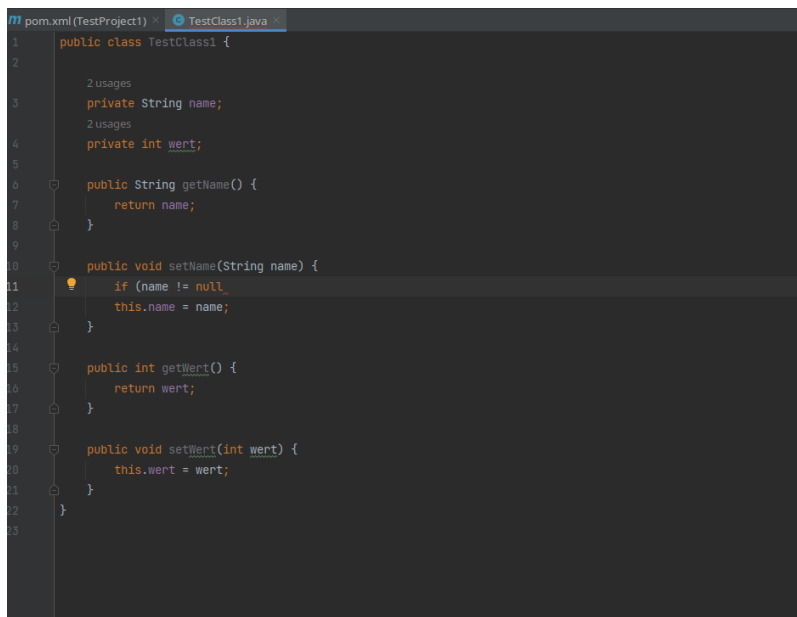 m pom.xml (TestProject1) × C TestClass1.java ×
1 public class TestClass1 {
2
2 usages
3 private String name;
2 usages
4 private int wert;
5
6 public String getName() {
7 return name;
8 }
9
10 public void setName(String name) {
11 if (name != null
12 this.name = name;
13 }
14
15 public int getWert() {
16 return wert;
17 }
18
19 public void setWert(int wert) {
20 this.wert = wert;
21 }
22 }
23